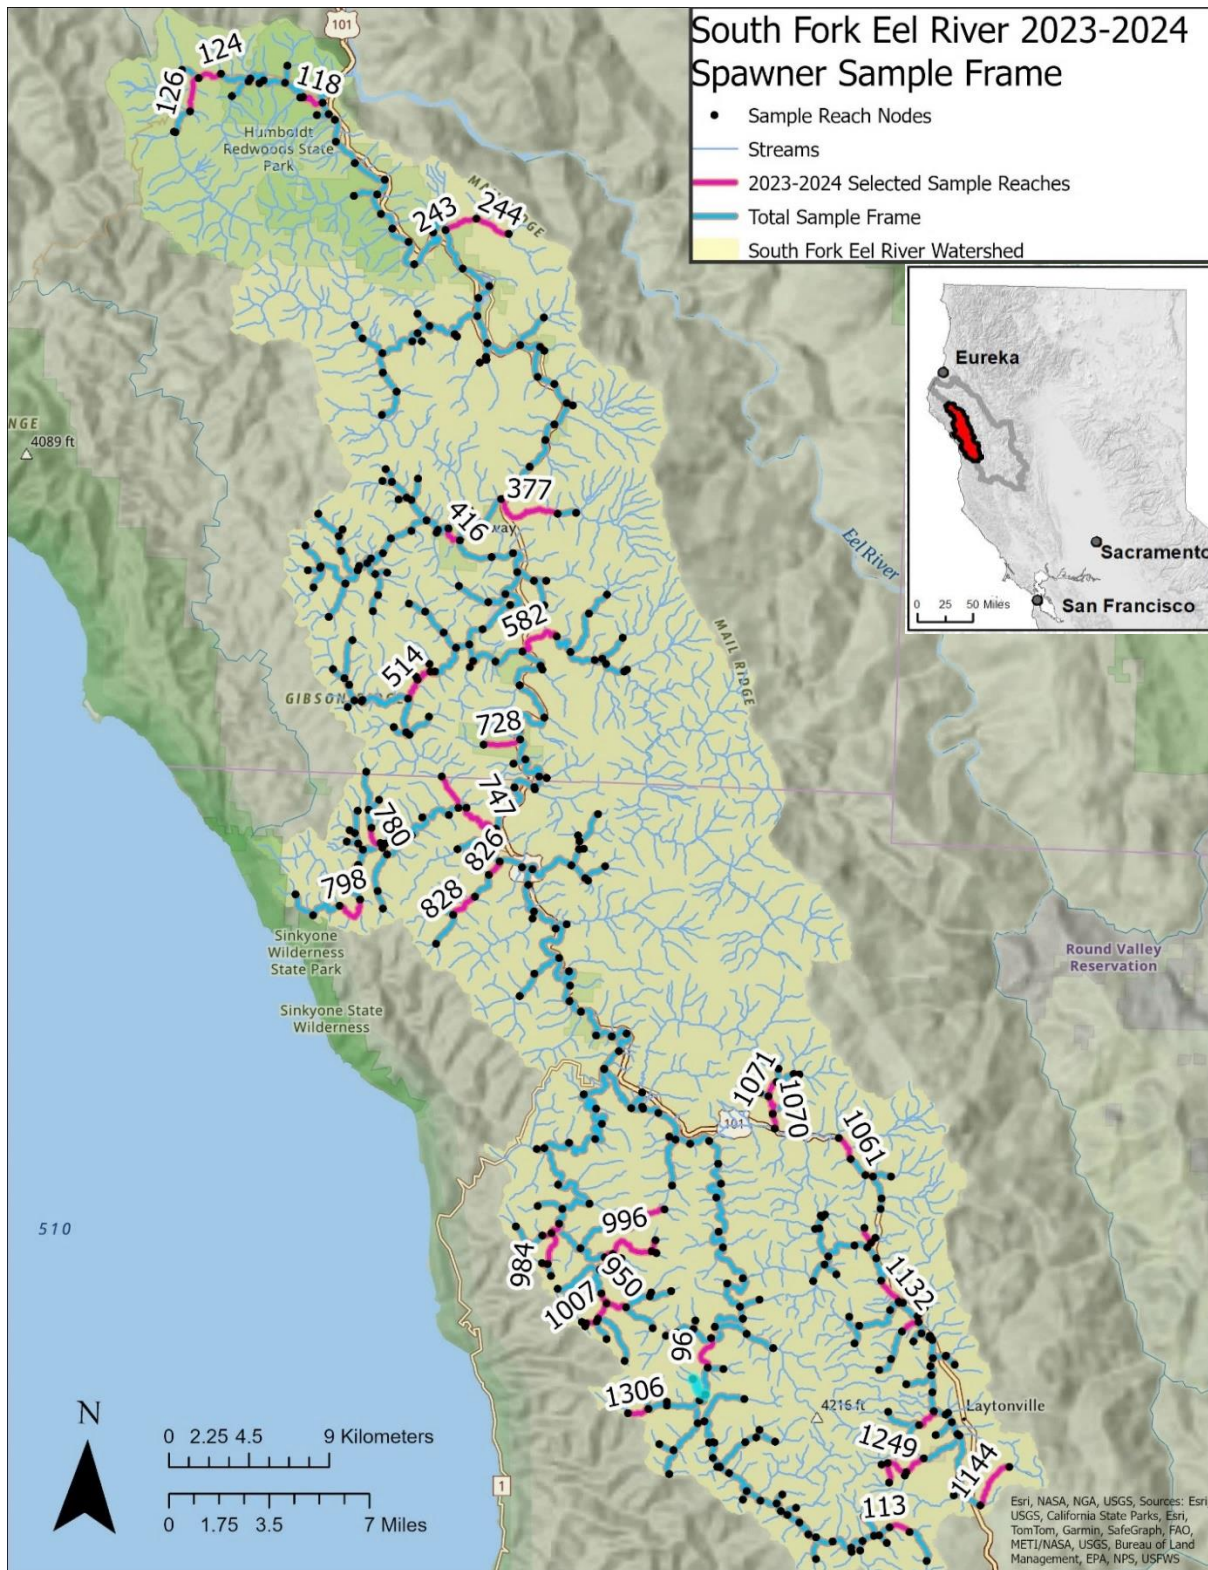 South Fork Eel River 2023-2024
Spawner Sample Frame
Sample Reach Nodes
Streams
2023-2024 Selected Sample Reaches
Total Sample Frame
South Fork Eel River Watershed
101
124
126
118
Humboldt
Redwoods State
Park
243
244
Eureka
Sacramento
San Francisco
0 25 50 Miles
NGE
4089 ft
377
416
way
Eel River
582
MAIL RIDGE
514
728
747
780
826
798
828
Sinkyone
Wilderness
State Park
Sinkyone State
Wilderness
Round Valley
Reservation
1071
1070
101
1061
510
996
984
950
1007
1132
96
1306
4216 ft
Laytonville
1249
1144
113
N
0 2.25 4.5 9 Kilometers
0 1.75 3.5 7 Miles
1
Esri, NASA, NGA, USGS, Sources: Esri
USGS, California State Parks, Esri,
TomTom, Garmin, SafeGraph, FAO,
METI/NASA, USGS, Bureau of Land
Management, EPA, NPS, USFWS